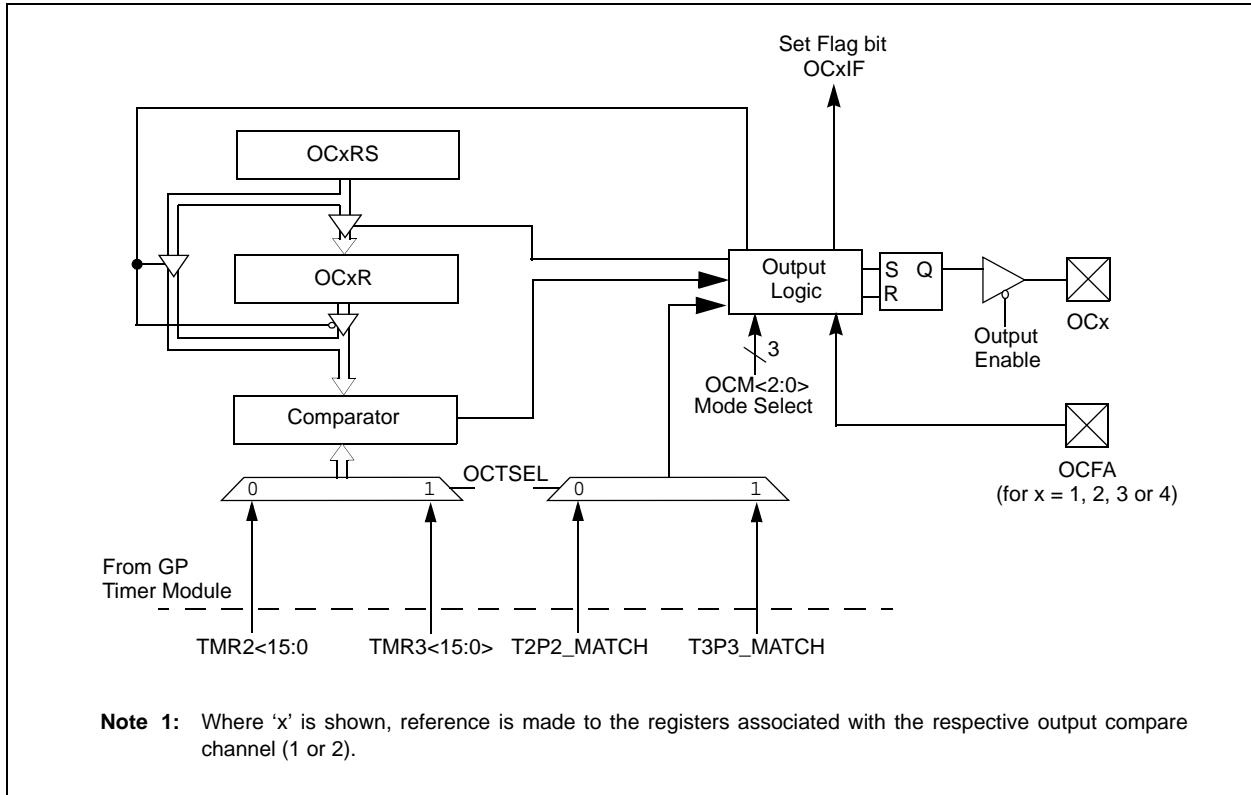 Set Flag bit
OCxIF
OCxRS
OCxR
Output
Logic
S Q
R
OCx
Output
Enable
3
OCM<2:0>
Mode Select
Comparator
OCFA
(for x = 1, 2, 3 or 4)
0 1 OCTSEL 0 1
From GP
Timer Module
TMR2<15:0 TMR3<15:0> T2P2_MATCH T3P3_MATCH
Note 1: Where ‘x’ is shown, reference is made to the registers associated with the respective output compare
channel (1 or 2).